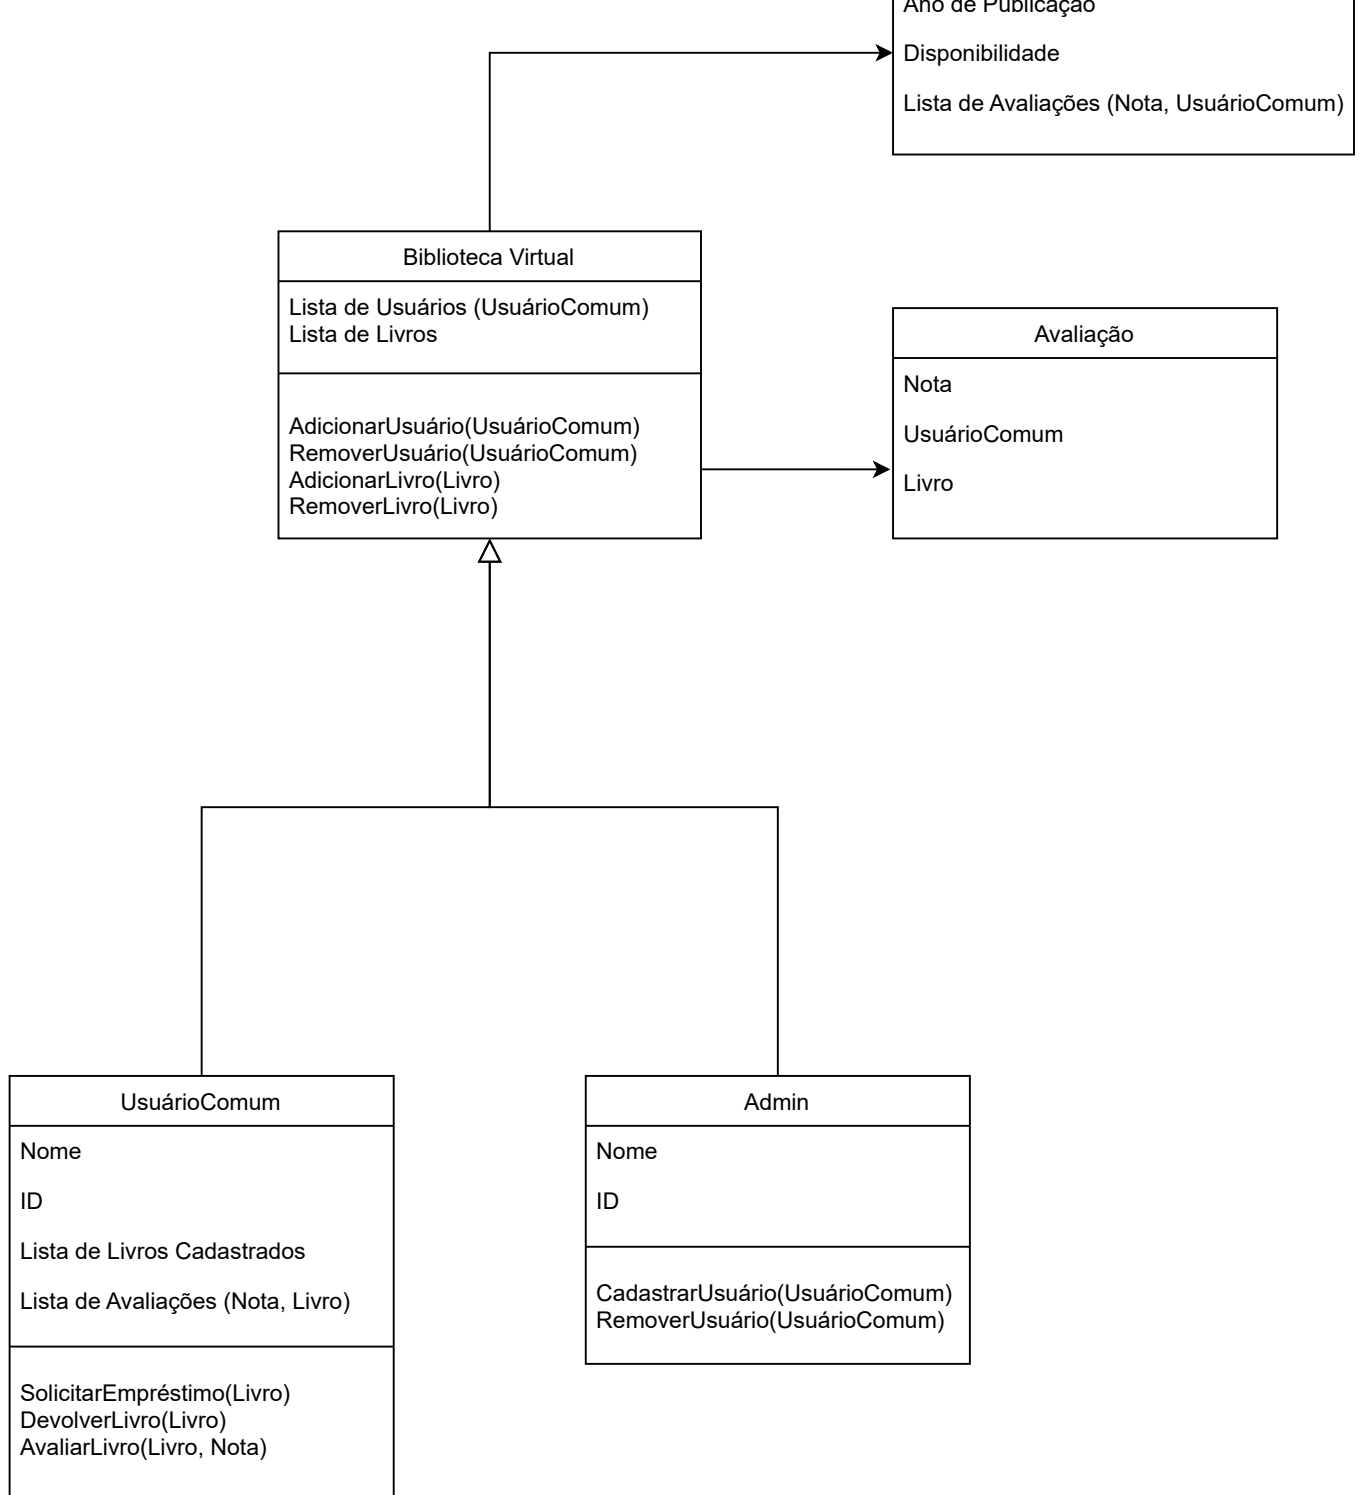 Ano de Publicação
Disponibilidade
Lista de Avaliações (Nota, UsuárioComum)
Biblioteca Virtual
Lista de Usuários (UsuárioComum)
Lista de Livros
AdicionarUsuário(UsuárioComum)
RemoverUsuário(UsuárioComum)
AdicionarLivro(Livro)
RemoverLivro(Livro)
Avaliação
Nota
UsuárioComum
Livro
UsuárioComum
Nome
ID
Lista de Livros Cadastrados
Lista de Avaliações (Nota, Livro)
SolicitarEmpréstimo(Livro)
DevolverLivro(Livro)
AvaliarLivro(Livro, Nota)
Admin
Nome
ID
CadastrarUsuário(UsuárioComum)
RemoverUsuário(UsuárioComum)